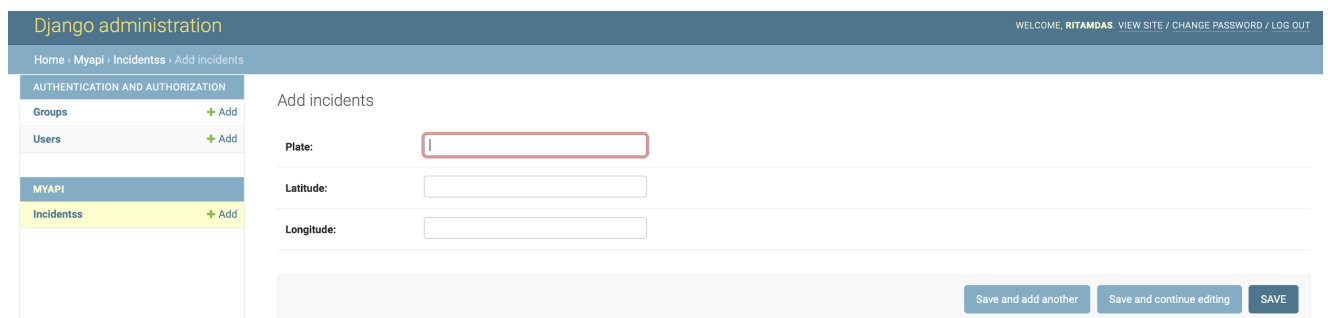 Django administration
WELCOME, RITAMDAS. VIEW SITE / CHANGE PASSWORD / LOG OUT
Home › Myapi › Incidentss › Add incidents
AUTHENTICATION AND AUTHORIZATION
Groups + Add
Users + Add
MYAPI
Incidentss + Add
Add incidents
Plate:
Latitude:
Longitude:
Save and add another Save and continue editing SAVE